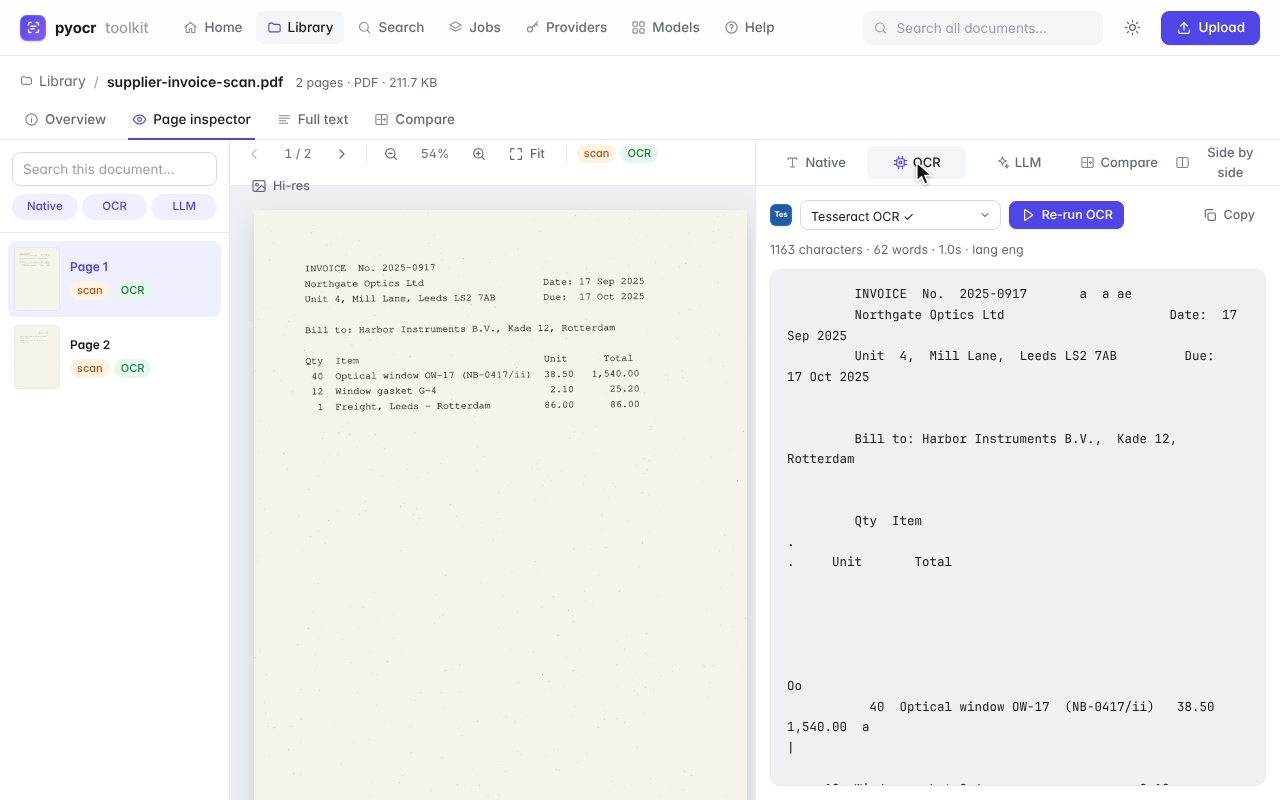 pyocr toolkit
Home Library Search Jobs Providers Models Help
Search all documents...
Upload
Library / supplier-invoice-scan.pdf 2 pages · PDF · 211.7 KB
Overview Page inspector Full text Compare
Search this document...
Native OCR LLM
Page 1
scan OCR
Page 2
scan OCR
1 / 2 54% Fit scan OCR
Hi-res
INVOICE No. 2025-0917
Northgate Optics Ltd Date: 17 Sep 2025
Unit 4, Mill Lane, Leeds LS2 7AB Due: 17 Oct 2025
Bill to: Harbor Instruments B.V., Kade 12, Rotterdam
Qty Item Unit Total
40 Optical window OW-17 (NB-0417/ii) 38.50 1,540.00
12 Window gasket G-4 2.10 25.20
1 Freight, Leeds - Rotterdam 86.00 86.00
Native OCR LLM Compare Side by side
Tes Tesseract OCR ✓ Re-run OCR Copy
1163 characters · 62 words · 1.0s · lang eng
INVOICE No. 2025-0917 a a ae
Northgate Optics Ltd Date: 17
Sep 2025
Unit 4, Mill Lane, Leeds LS2 7AB Due:
17 Oct 2025
Bill to: Harbor Instruments B.V., Kade 12,
Rotterdam
Qty Item
.
. Unit Total
Oo
40 Optical window OW-17 (NB-0417/ii) 38.50
1,540.00 a
|